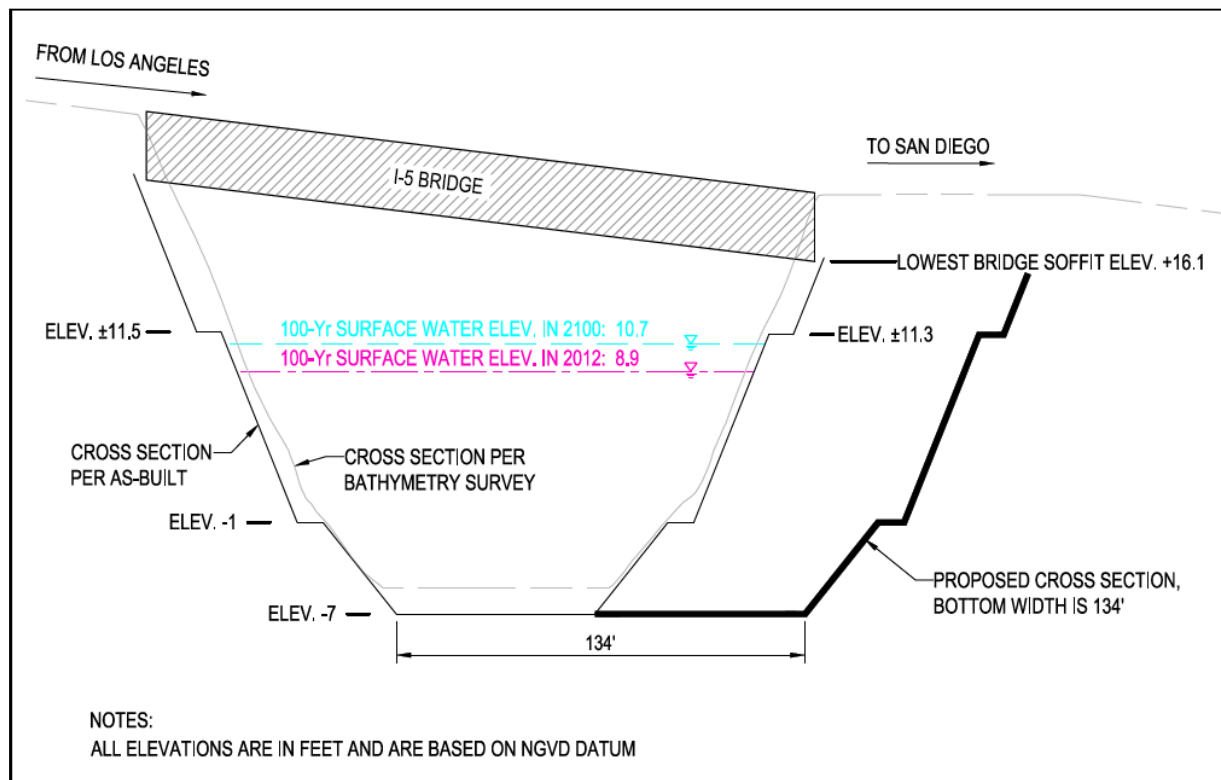 FROM LOS ANGELES
TO SAN DIEGO
I-5 BRIDGE
LOWEST BRIDGE SOFFIT ELEV. +16.1
ELEV. ±11.5
100-Yr SURFACE WATER ELEV. IN 2100: 10.7
ELEV. ±11.3
100-Yr SURFACE WATER ELEV. IN 2012: 8.9
CROSS SECTION
PER AS-BUILT
CROSS SECTION PER
BATHYMETRY SURVEY
ELEV. -1
PROPOSED CROSS SECTION,
BOTTOM WIDTH IS 134'
ELEV. -7
134'
NOTES:
ALL ELEVATIONS ARE IN FEET AND ARE BASED ON NGVD DATUM